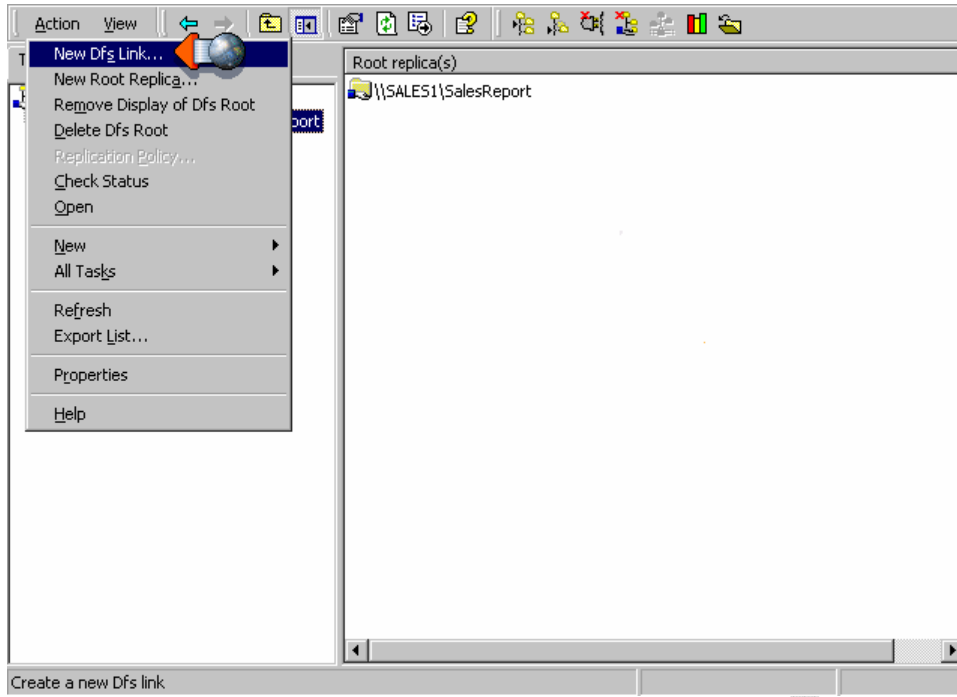 Action View
T
Root replica(s)
New Dfs Link...
\\SALES1\SalesReport
New Root Replica...
Remove Display of Dfs Root
port
Delete Dfs Root
Replication Policy...
Check Status
Open
New
All Tasks
Refresh
Export List...
Properties
Help
Create a new Dfs link